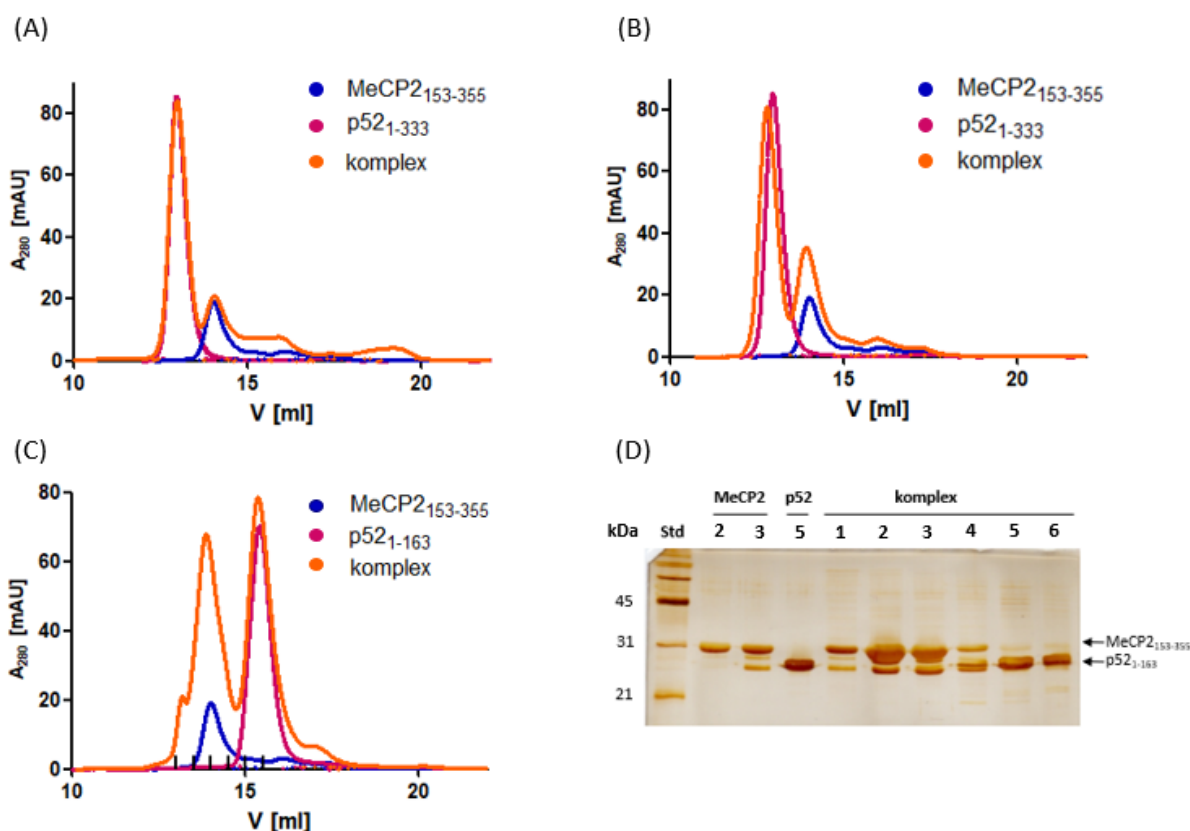 (A)
MeCP2153-355
p521-333
komplex
A280 [mAU]
80
60
40
20
0
10
15
20
V [ml]
(B)
MeCP2153-355
p521-333
komplex
A280 [mAU]
80
60
40
20
0
10
15
20
V [ml]
(C)
MeCP2153-355
p521-163
komplex
A280 [mAU]
80
60
40
20
0
10
15
20
V [ml]
(D)
MeCP2 p52 komplex
kDa Std 2 3 5 1 2 3 4 5 6
45
31
21
MeCP2153-355
p521-163